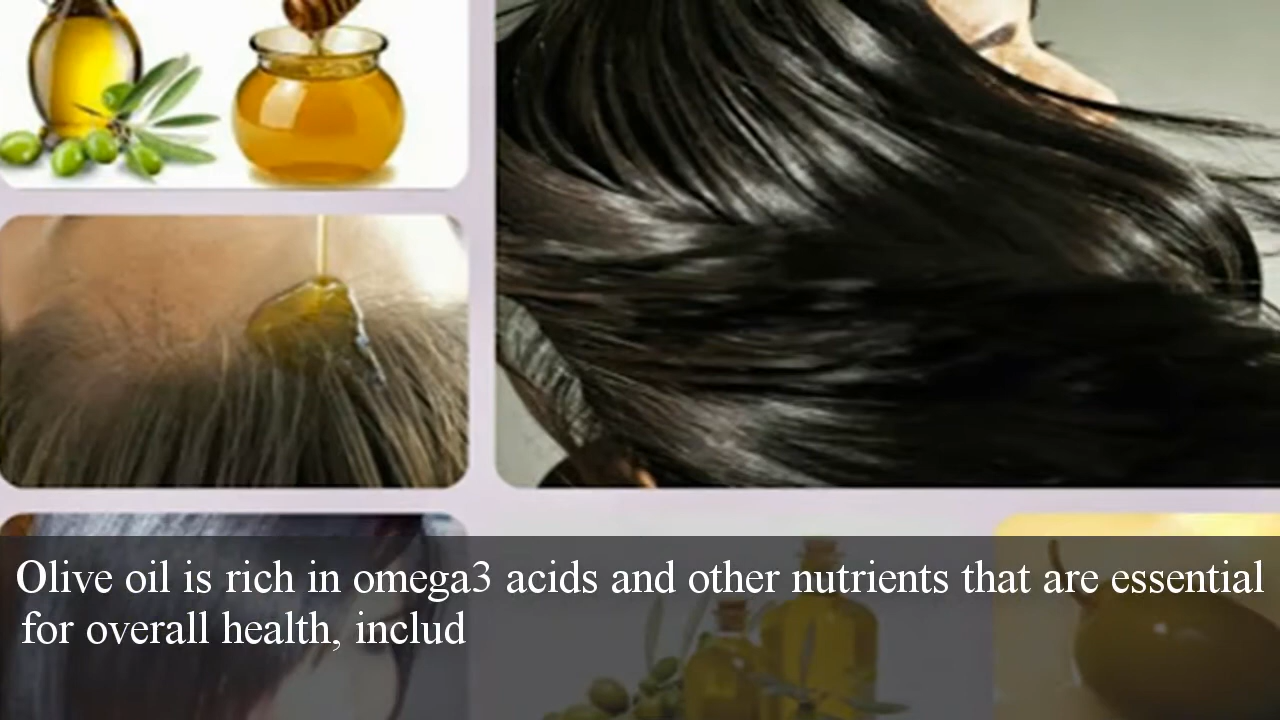 Olive oil is rich in omega3 acids and other nutrients that are essential
for overall health, includ